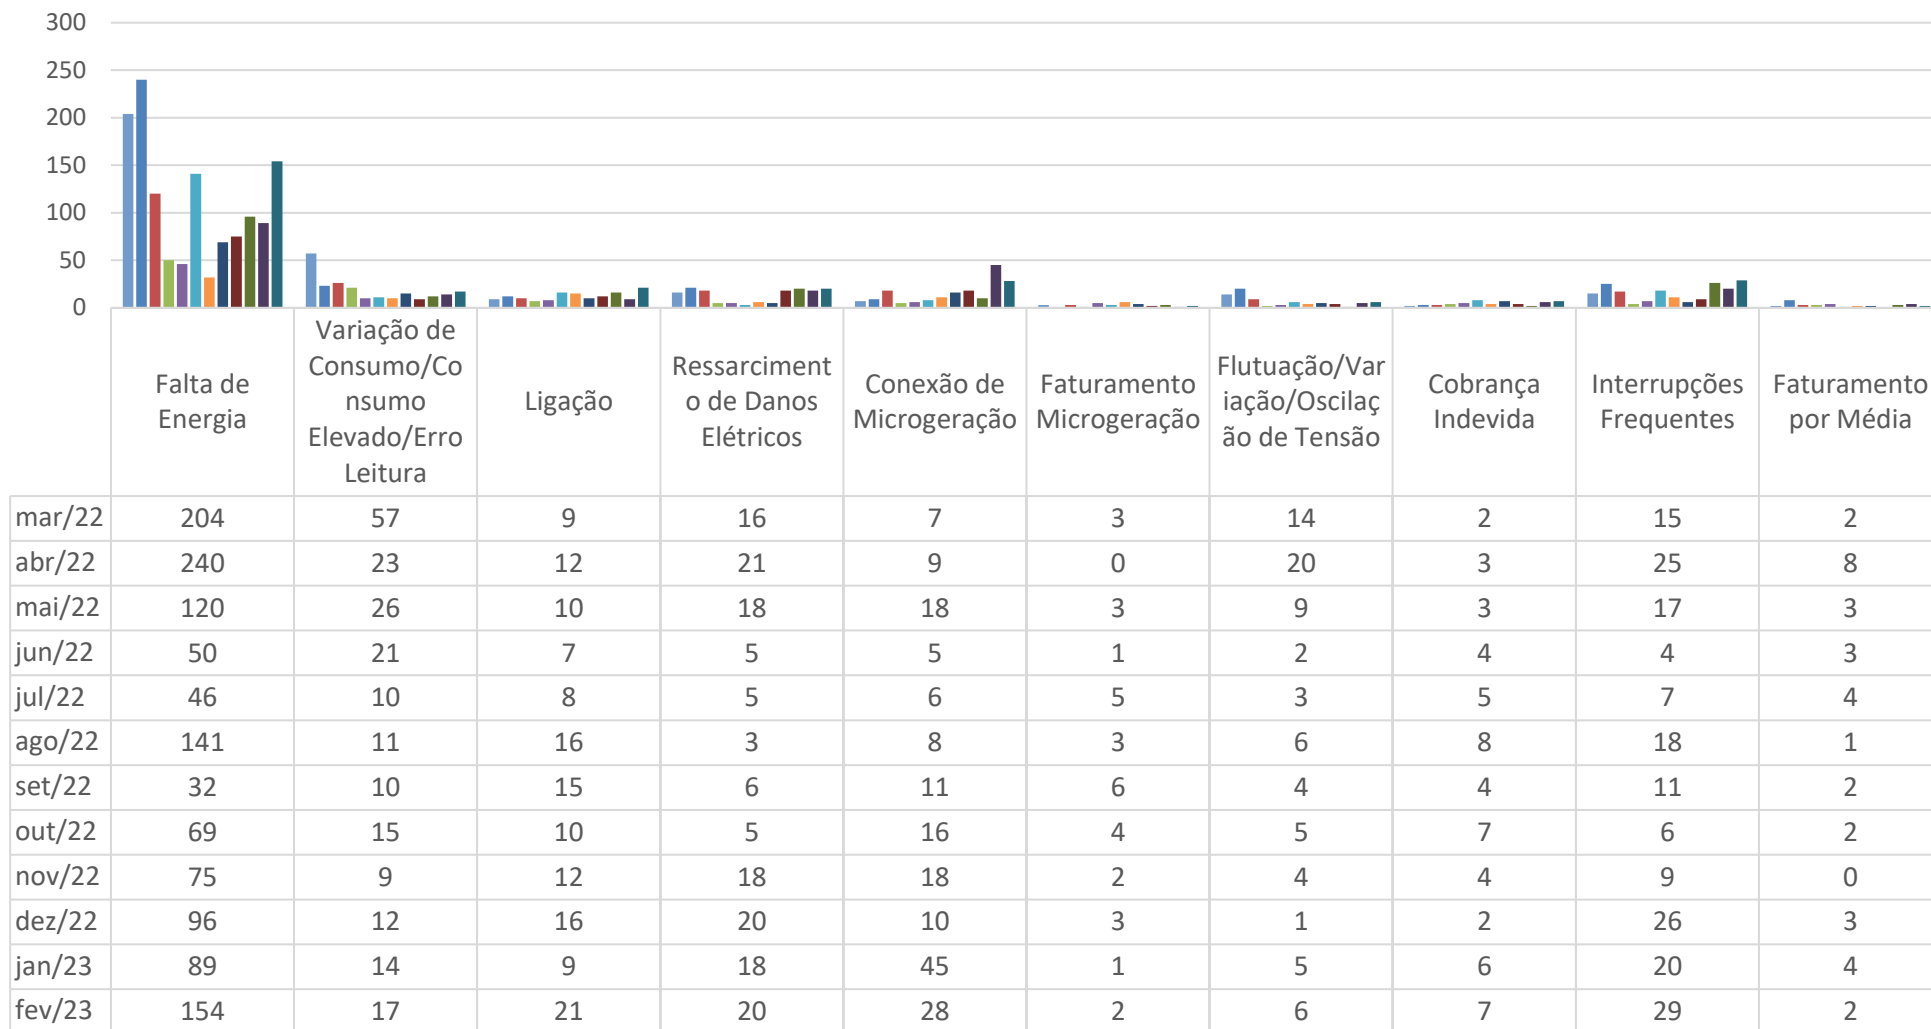 300
250
200
150
100
50
0
Falta de
Energia
Variação de
Consumo/Co
nsumo
Elevado/Erro
Leitura
Ligação
Ressarciment
o de Danos
Elétricos
Conexão de
Microgeração
Faturamento
Microgeração
Flutuação/Var
iação/Oscilaç
ão de Tensão
Cobrança
Indevida
Interrupções
Frequentes
Faturamento
por Média
mar/22 204 57 9 16 7 3 14 2 15 2
abr/22 240 23 12 21 9 0 20 3 25 8
mai/22 120 26 10 18 18 3 9 3 17 3
jun/22 50 21 7 5 5 1 2 4 4 3
jul/22 46 10 8 5 6 5 3 5 7 4
ago/22 141 11 16 3 8 3 6 8 18 1
set/22 32 10 15 6 11 6 4 4 11 2
out/22 69 15 10 5 16 4 5 7 6 2
nov/22 75 9 12 18 18 2 4 4 9 0
dez/22 96 12 16 20 10 3 1 2 26 3
jan/23 89 14 9 18 45 1 5 6 20 4
fev/23 154 17 21 20 28 2 6 7 29 2